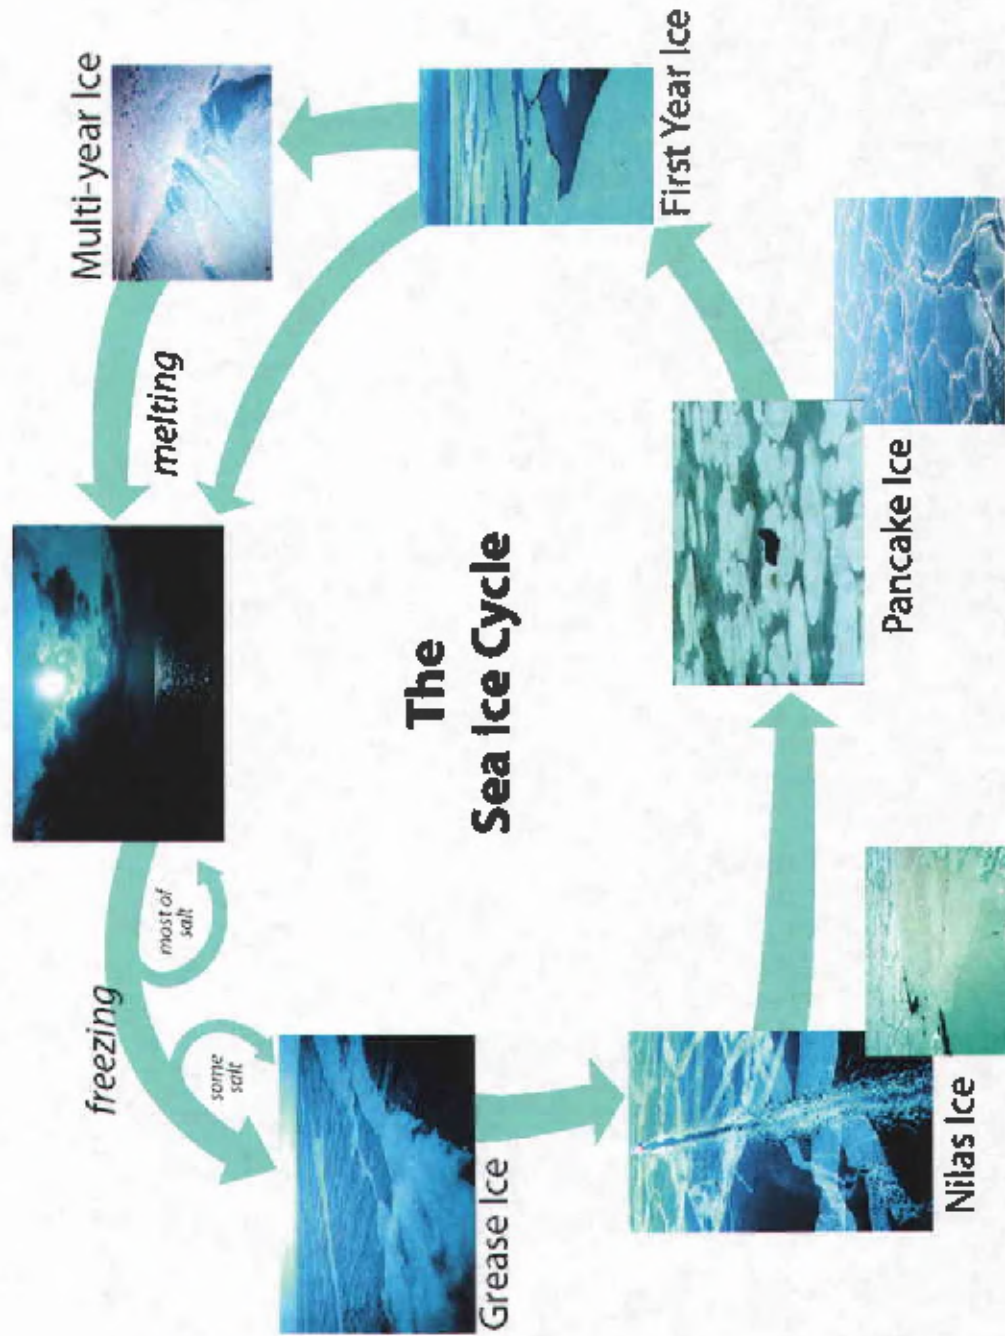 The
Sea Ice Cycle
freezing
most of
salt
some
salt
Grease Ice
Nilas Ice
Pancake Ice
First Year Ice
Multi-year Ice
melting